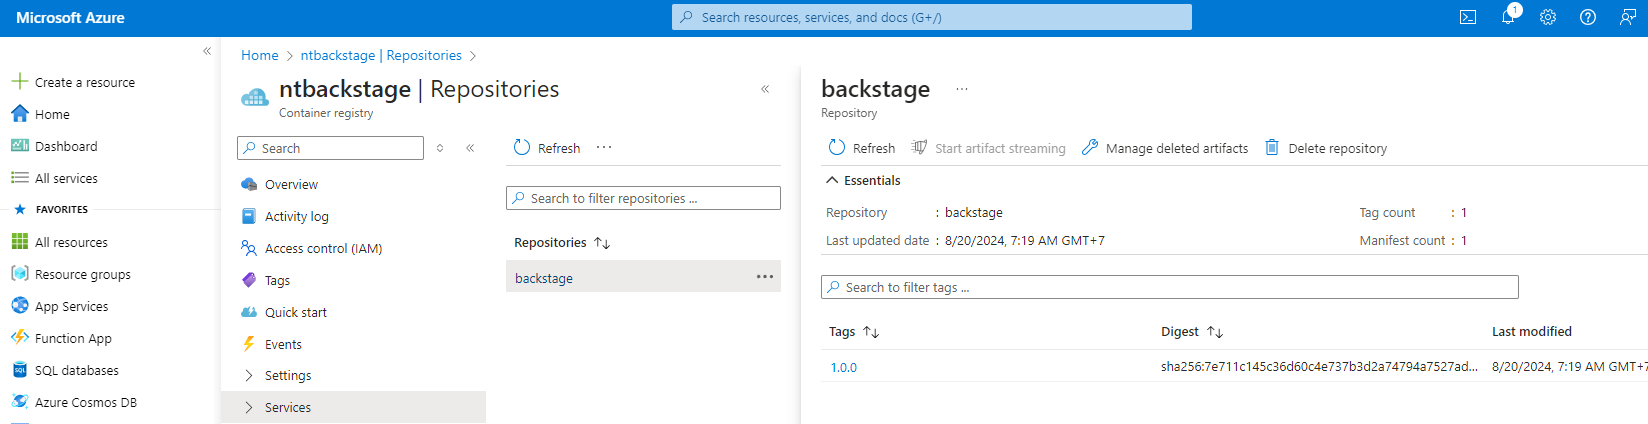 Microsoft Azure
Search resources, services, and docs (G+/)
1
Home > ntbackstage | Repositories >
Create a resource
Home
Dashboard
All services
FAVORITES
All resources
Resource groups
App Services
Function App
SQL databases
Azure Cosmos DB
ntbackstage | Repositories
Container registry
Search
Overview
Activity log
Access control (IAM)
Tags
Quick start
Events
Settings
Services
Refresh ...
Search to filter repositories ...
Repositories
backstage ...
backstage ...
Repository
Refresh Start artifact streaming Manage deleted artifacts Delete repository
Essentials
Repository : backstage Tag count : 1
Last updated date : 8/20/2024, 7:19 AM GMT+7 Manifest count : 1
Search to filter tags ...
Tags Digest Last modified
1.0.0 sha256:7e711c145c36d60c4e737b3d2a74794a7527ad... 8/20/2024, 7:19 AM GMT+7